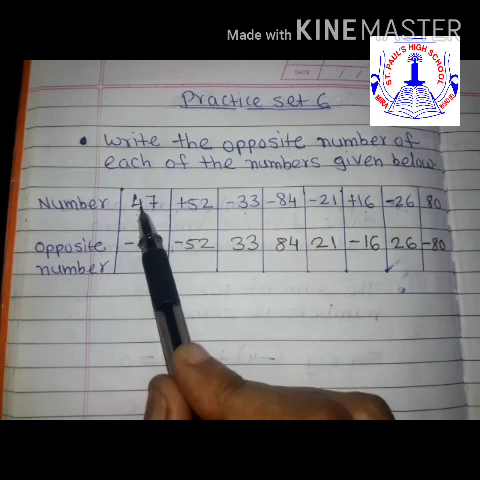 Made with KINEMASTER
ST. PAUL'S HIGH SCHOOL
DATE
Practice set 6
• Write the opposite number of
each of the numbers given below.
Number 47 +52 -33 -84 -21 +16 -26 80
Opposite - -52 33 84 21 -16 26 -80
number